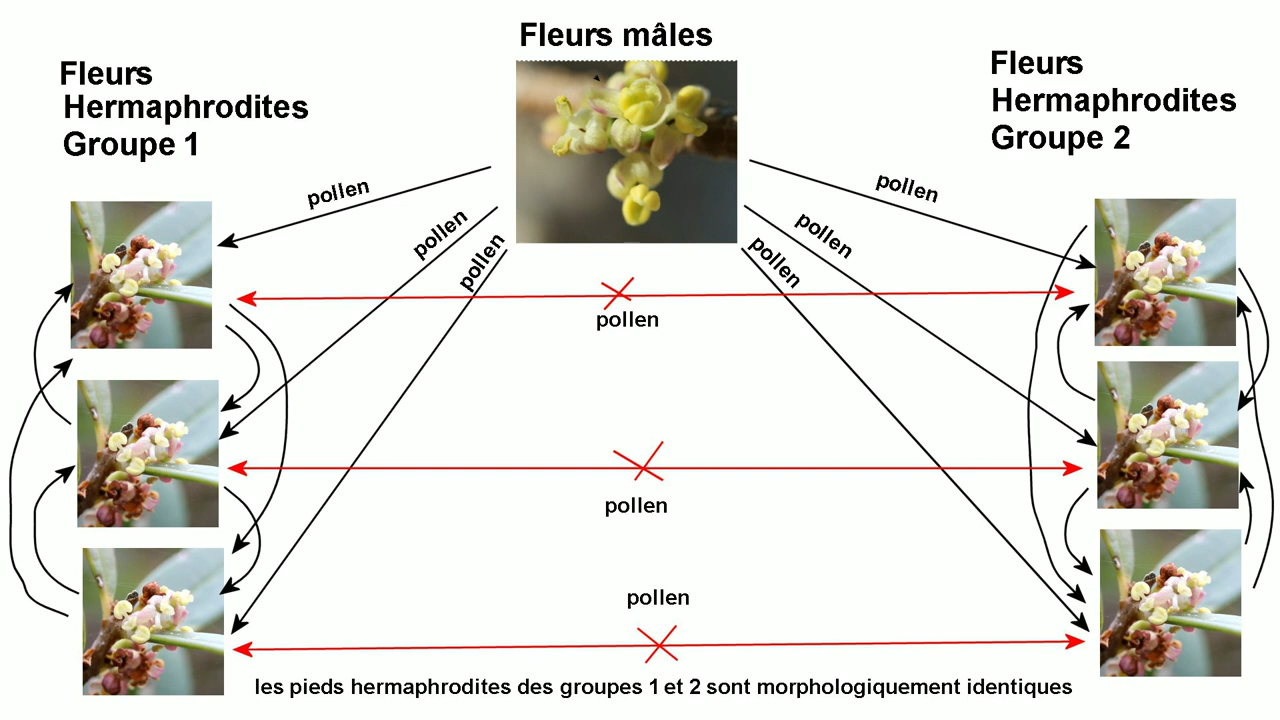 Fleurs mâles
Fleurs
Hermaphrodites
Groupe 1
Fleurs
Hermaphrodites
Groupe 2
pollen
pollen
pollen
pollen
pollen
pollen
pollen
pollen
pollen
les pieds hermaphrodites des groupes 1 et 2 sont morphologiquement identiques